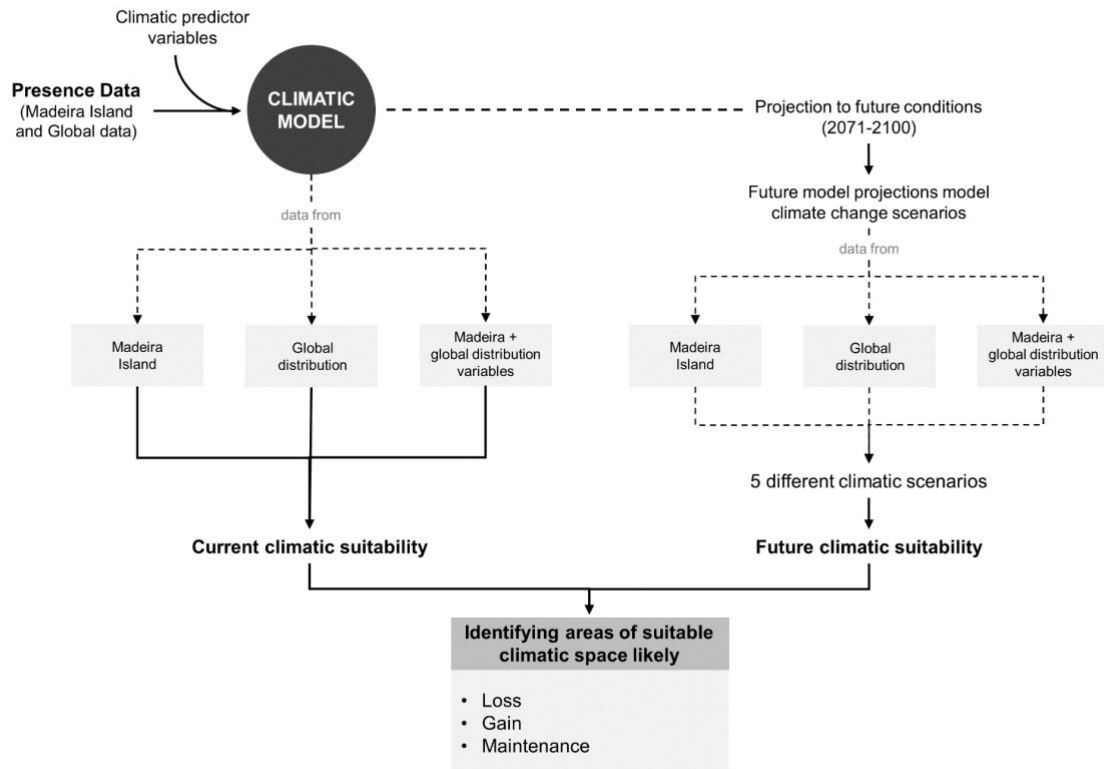 Climatic predictor
variables
Presence Data
(Madeira Island
and Global data)
CLIMATIC
MODEL
Projection to future conditions
(2071-2100)
Future model projections model
climate change scenarios
data from
data from
Madeira
Island
Global
distribution
Madeira +
global distribution
variables
Madeira
Island
Global
distribution
Madeira +
global distribution
variables
5 different climatic scenarios
Current climatic suitability
Future climatic suitability
Identifying areas of suitable
climatic space likely
• Loss
• Gain
• Maintenance